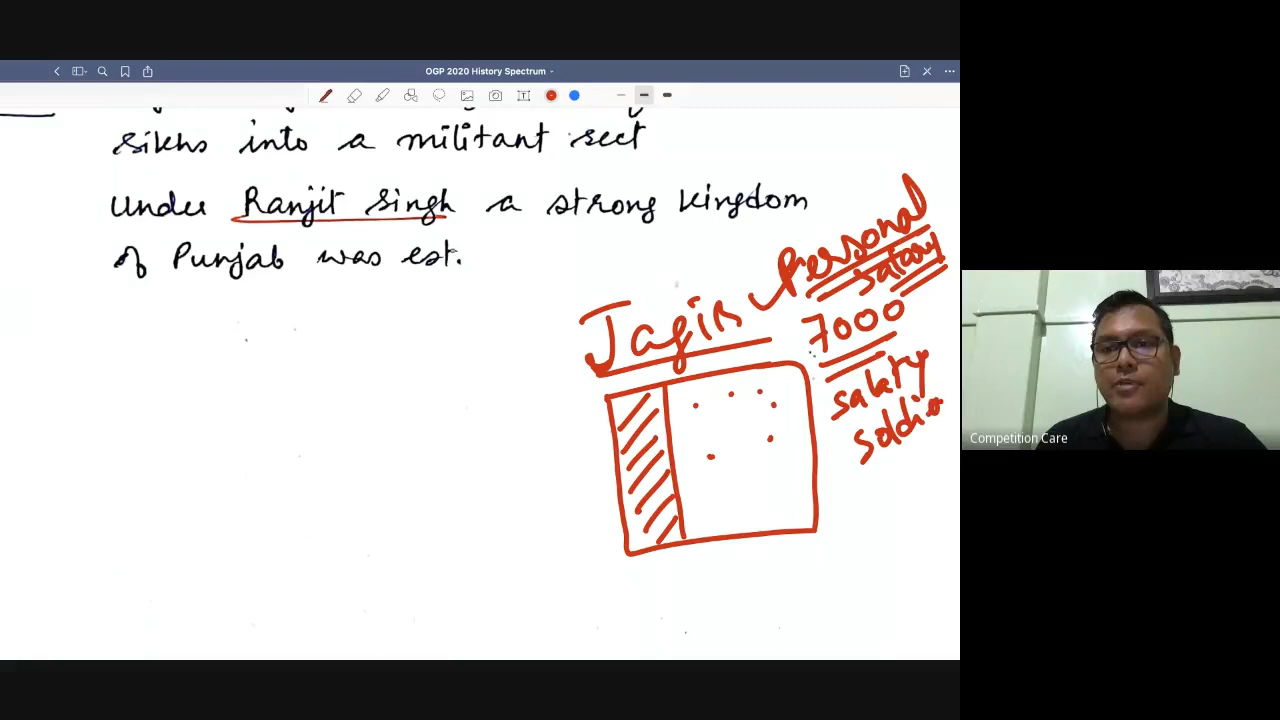 OGP 2020 History Spectrum
sikhs into a militant sect
under Ranjit Singh a strong kingdom
of Punjab was est.
Personal
salary
Jagirs
7000
salary
soldier
Competition Care